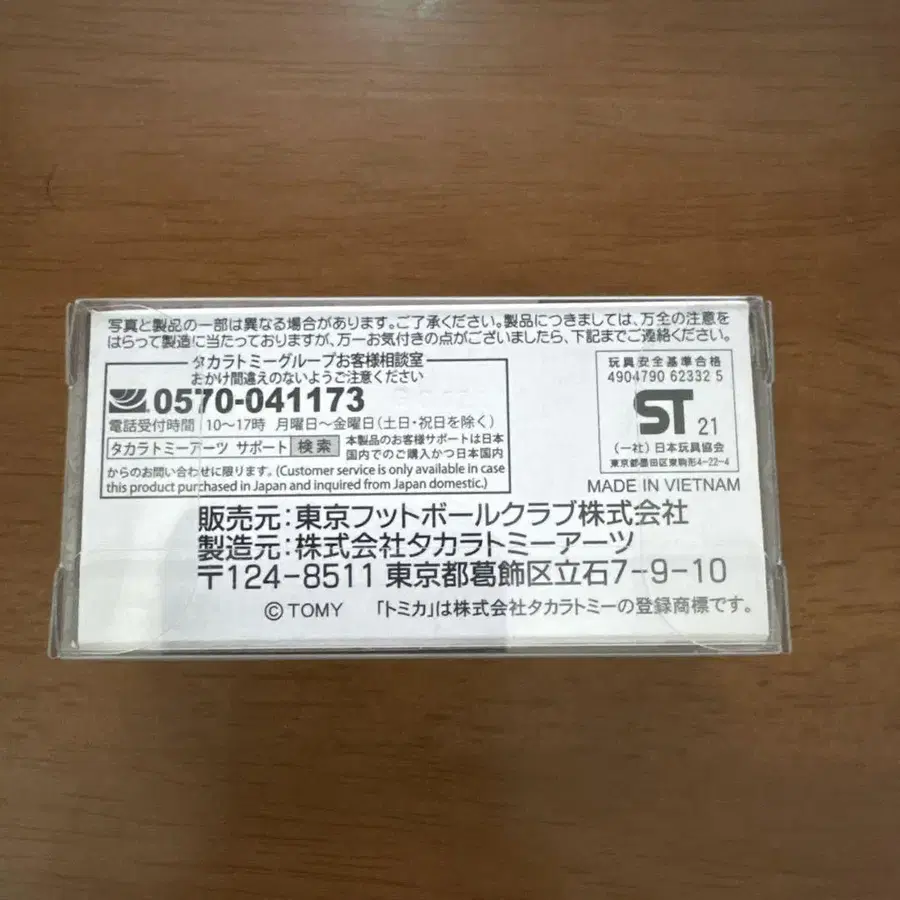 写真と製品の一部は異なる場合があります。ご了承ください。製品につきましては、万全の注意を
はらって製造に当たっておりますが、万一お気付きの点がございましたら、下記までご連絡ください。
タカラトミーグループお客様相談室
おかけ間違えのないようご注意ください
0570-041173
電話受付時間 10〜17時 月曜日〜金曜日(土日・祝日を除く)
タカラトミーアーツ サポート 検索
本製品のお客様サポートは日本
国内でのご購入かつ日本国内
からのお問い合わせに限ります。(Customer service is only available in case
this product purchased in Japan and inquired from Japan domestic.)
玩具安全基準合格
4904790 62332 5
ST 21
(一社)日本玩具協会
東京都墨田区東駒形4-22-4
MADE IN VIETNAM
販売元:東京フットボールクラブ株式会社
製造元:株式会社タカラトミーアーツ
〒124-8511 東京都葛飾区立石7-9-10
©TOMY 「トミカ」は株式会社タカラトミーの登録商標です。